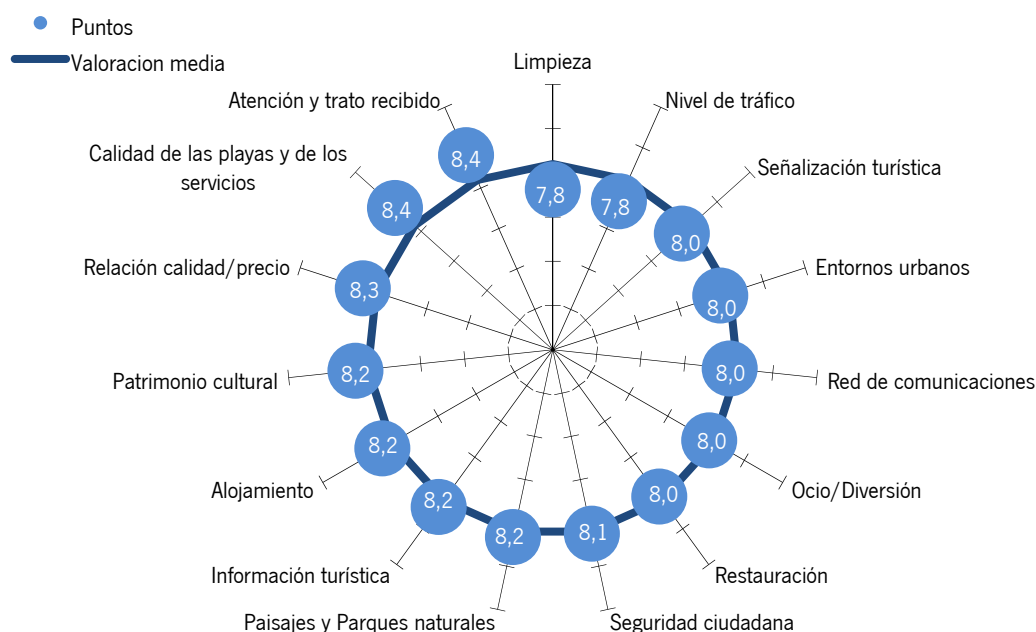 Puntos
Valoracion media
Limpieza
Atención y trato recibido
Nivel de tráfico
Calidad de las playas y de los
servicios
Señalización turística
8,4
8,4
7,8
7,8
8,0
Relación calidad/precio
Entornos urbanos
8,3
8,0
Patrimonio cultural
8,2
8,0
Red de comunicaciones
8,2
8,0
Alojamiento
Ocio/Diversión
8,2
8,0
8,2
8,1
Información turística
Restauración
Paisajes y Parques naturales
Seguridad ciudadana